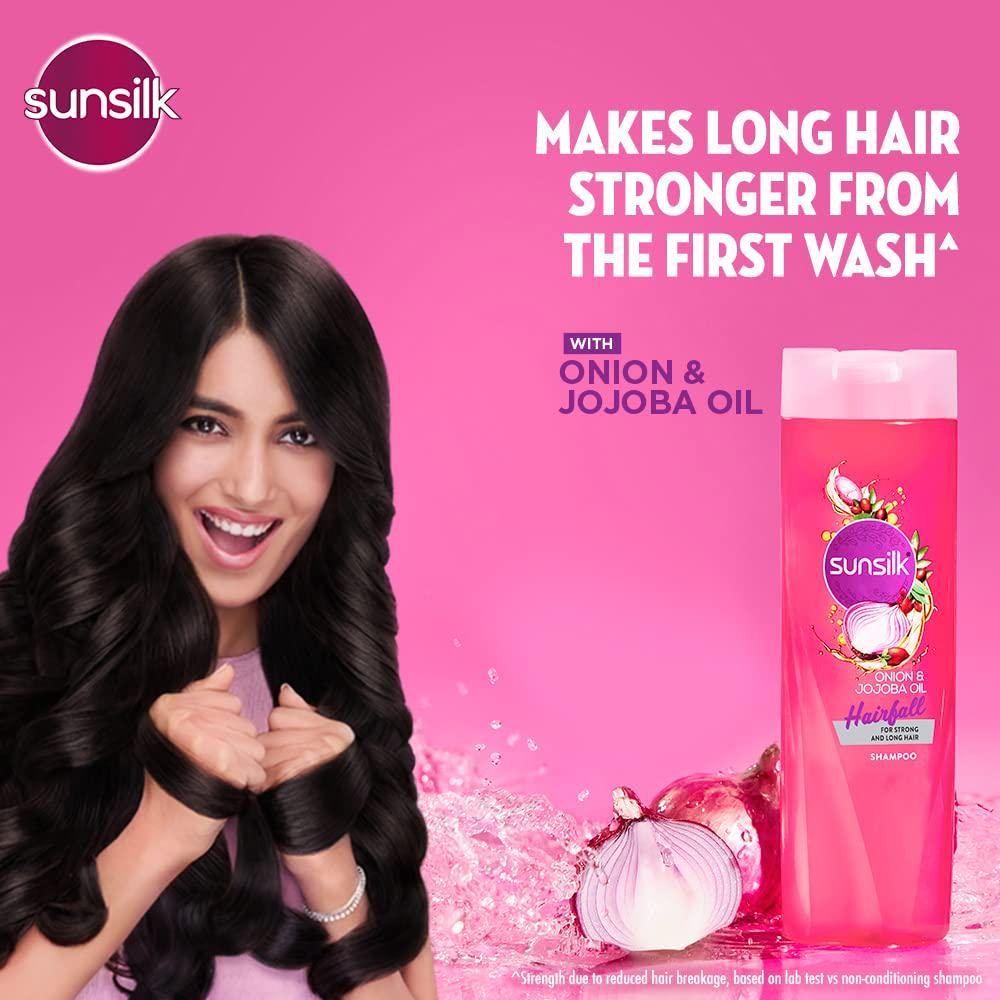 sunsilk
MAKES LONG HAIR
STRONGER FROM
THE FIRST WASH^
WITH
ONION &
JOJOBA OIL
sunsilk
ONION &
JOJOBA OIL
Hairfall
FOR STRONG
AND LONG HAIR
SHAMPOO
^Strength due to reduced hair breakage, based on lab test vs non-conditioning shampoo